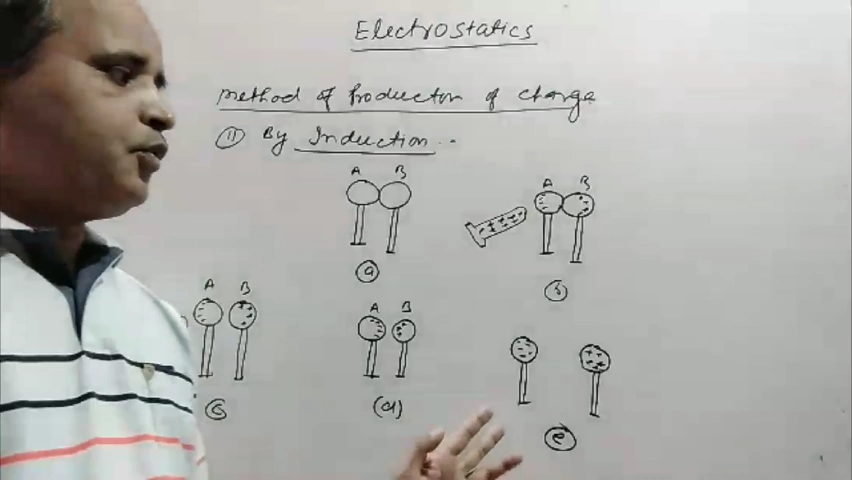 Electrostatics
Method of Production of Charge
(ii) By Induction
A B
A B
(a)
(b)
A B
A B
(c)
(d)
(e)